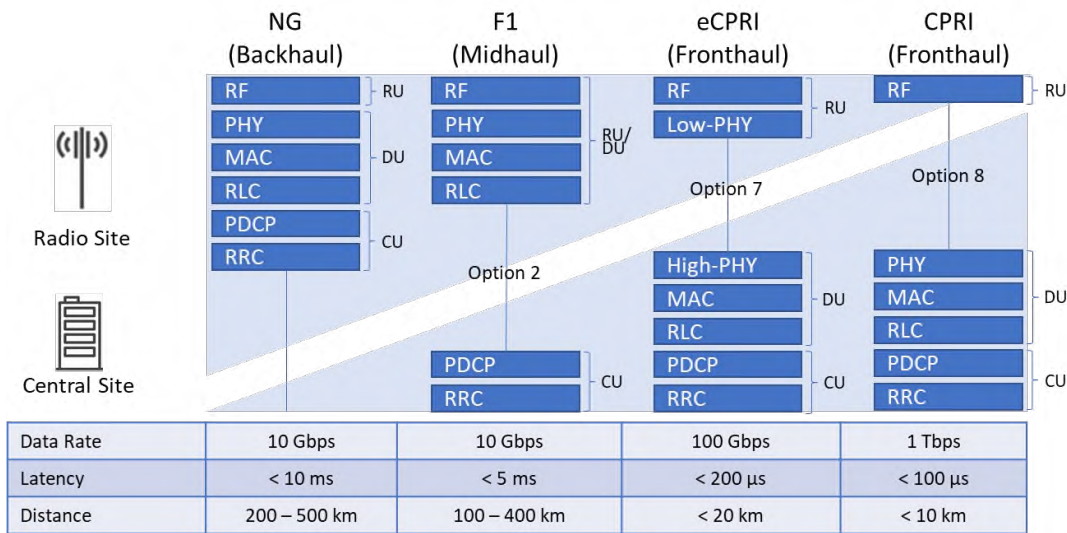 NG
(Backhaul)
F1
(Midhaul)
eCPRI
(Fronthaul)
CPRI
(Fronthaul)
Radio Site
Central Site
RF
RU
PHY
MAC
RLC
DU
PDCP
RRC
CU
RF
PHY
MAC
RLC
RU/
DU
Option 2
PDCP
RRC
CU
RF
Low-PHY
RU
Option 7
High-PHY
MAC
RLC
DU
PDCP
RRC
CU
RF
RU
Option 8
PHY
MAC
RLC
DU
PDCP
RRC
CU
Data Rate 10 Gbps 10 Gbps 100 Gbps 1 Tbps
Latency < 10 ms < 5 ms < 200 µs < 100 µs
Distance 200 – 500 km 100 – 400 km < 20 km < 10 km